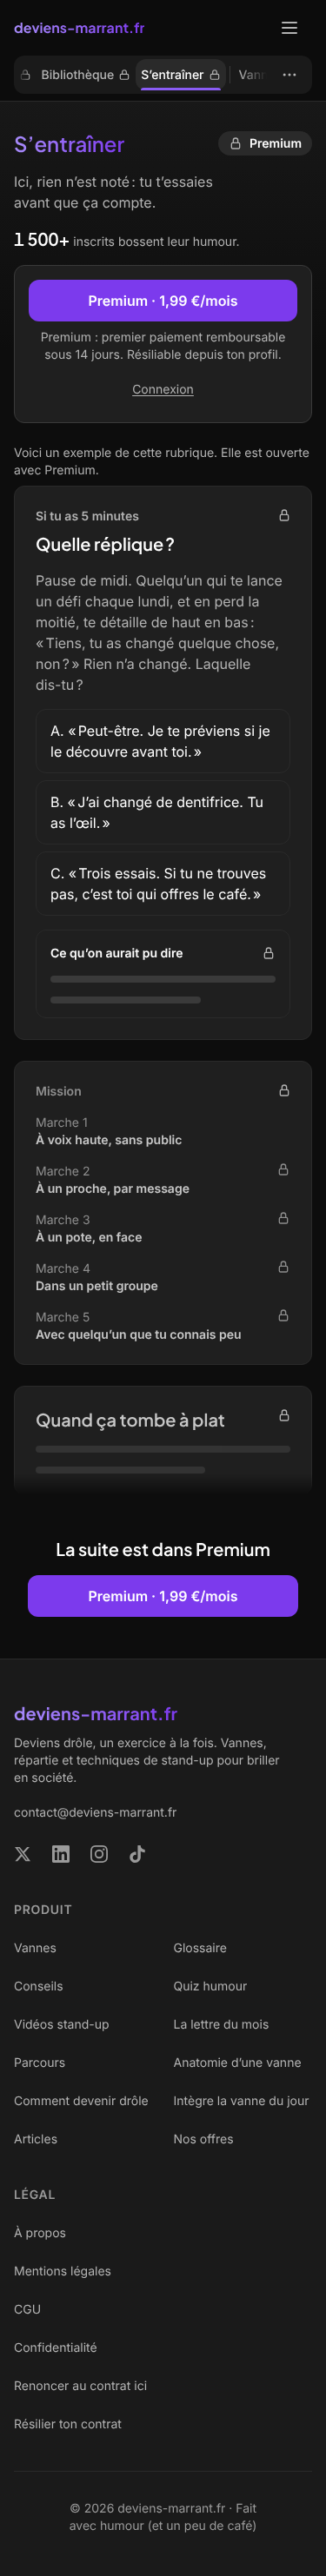 deviens-marrant.fr
Bibliothèque
S’entraîner
Van
S’entraîner
Premium
Ici, rien n’est noté : tu t’essaies
avant que ça compte.
1 500+ inscrits bossent leur humour.
Premium · 1,99 €/mois
Premium : premier paiement remboursable
sous 14 jours. Résiliable depuis ton profil.
Connexion
Voici un exemple de cette rubrique. Elle est ouverte
avec Premium.
Si tu as 5 minutes
Quelle réplique ?
Pause de midi. Quelqu’un qui te lance
un défi chaque lundi, et en perd la
moitié, te détaille de haut en bas :
« Tiens, tu as changé quelque chose,
non ? » Rien n’a changé. Laquelle
dis-tu ?
A. « Peut-être. Je te préviens si je
le découvre avant toi. »
B. « J’ai changé de dentifrice. Tu
as l’œil. »
C. « Trois essais. Si tu ne trouves
pas, c’est toi qui offres le café. »
Ce qu’on aurait pu dire
Mission
Marche 1
À voix haute, sans public
Marche 2
À un proche, par message
Marche 3
À un pote, en face
Marche 4
Dans un petit groupe
Marche 5
Avec quelqu’un que tu connais peu
Quand ça tombe à plat
La suite est dans Premium
Premium · 1,99 €/mois
deviens-marrant.fr
Deviens drôle, un exercice à la fois. Vannes,
répartie et techniques de stand-up pour briller
en société.
contact@deviens-marrant.fr
PRODUIT
Vannes
Glossaire
Conseils
Quiz humour
Vidéos stand-up
La lettre du mois
Parcours
Anatomie d’une vanne
Comment devenir drôle
Intègre la vanne du jour
Articles
Nos offres
LÉGAL
À propos
Mentions légales
CGU
Confidentialité
Renoncer au contrat ici
Résilier ton contrat
© 2026 deviens-marrant.fr · Fait
avec humour (et un peu de café)